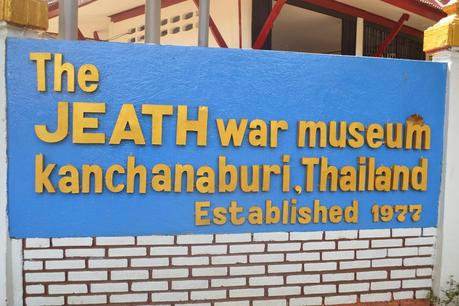 The
JEATH war museum
kanchanaburi, Thailand
Established 1977